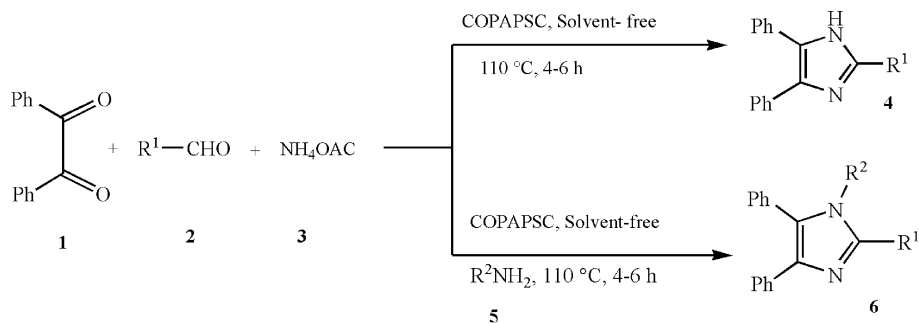 COPAPSC, Solvent- free
110 °C, 4-6 h
Ph
Ph
H
N
N
R¹
4
Ph
Ph
O
O
+
R¹—CHO
+
NH₄OAC
1
2
3
COPAPSC, Solvent-free
R²NH₂, 110 °C, 4-6 h
5
Ph
Ph
R²
N
N
R¹
6